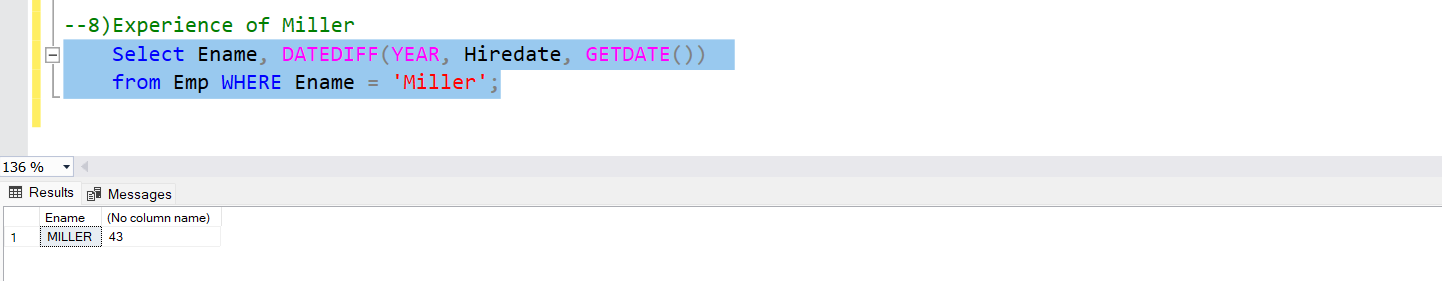 --8)Experience of Miller
Select Ename, DATEDIFF(YEAR, Hiredate, GETDATE())
from Emp WHERE Ename = 'Miller';
136 %
Results Messages
Ename (No column name)
1 MILLER 43